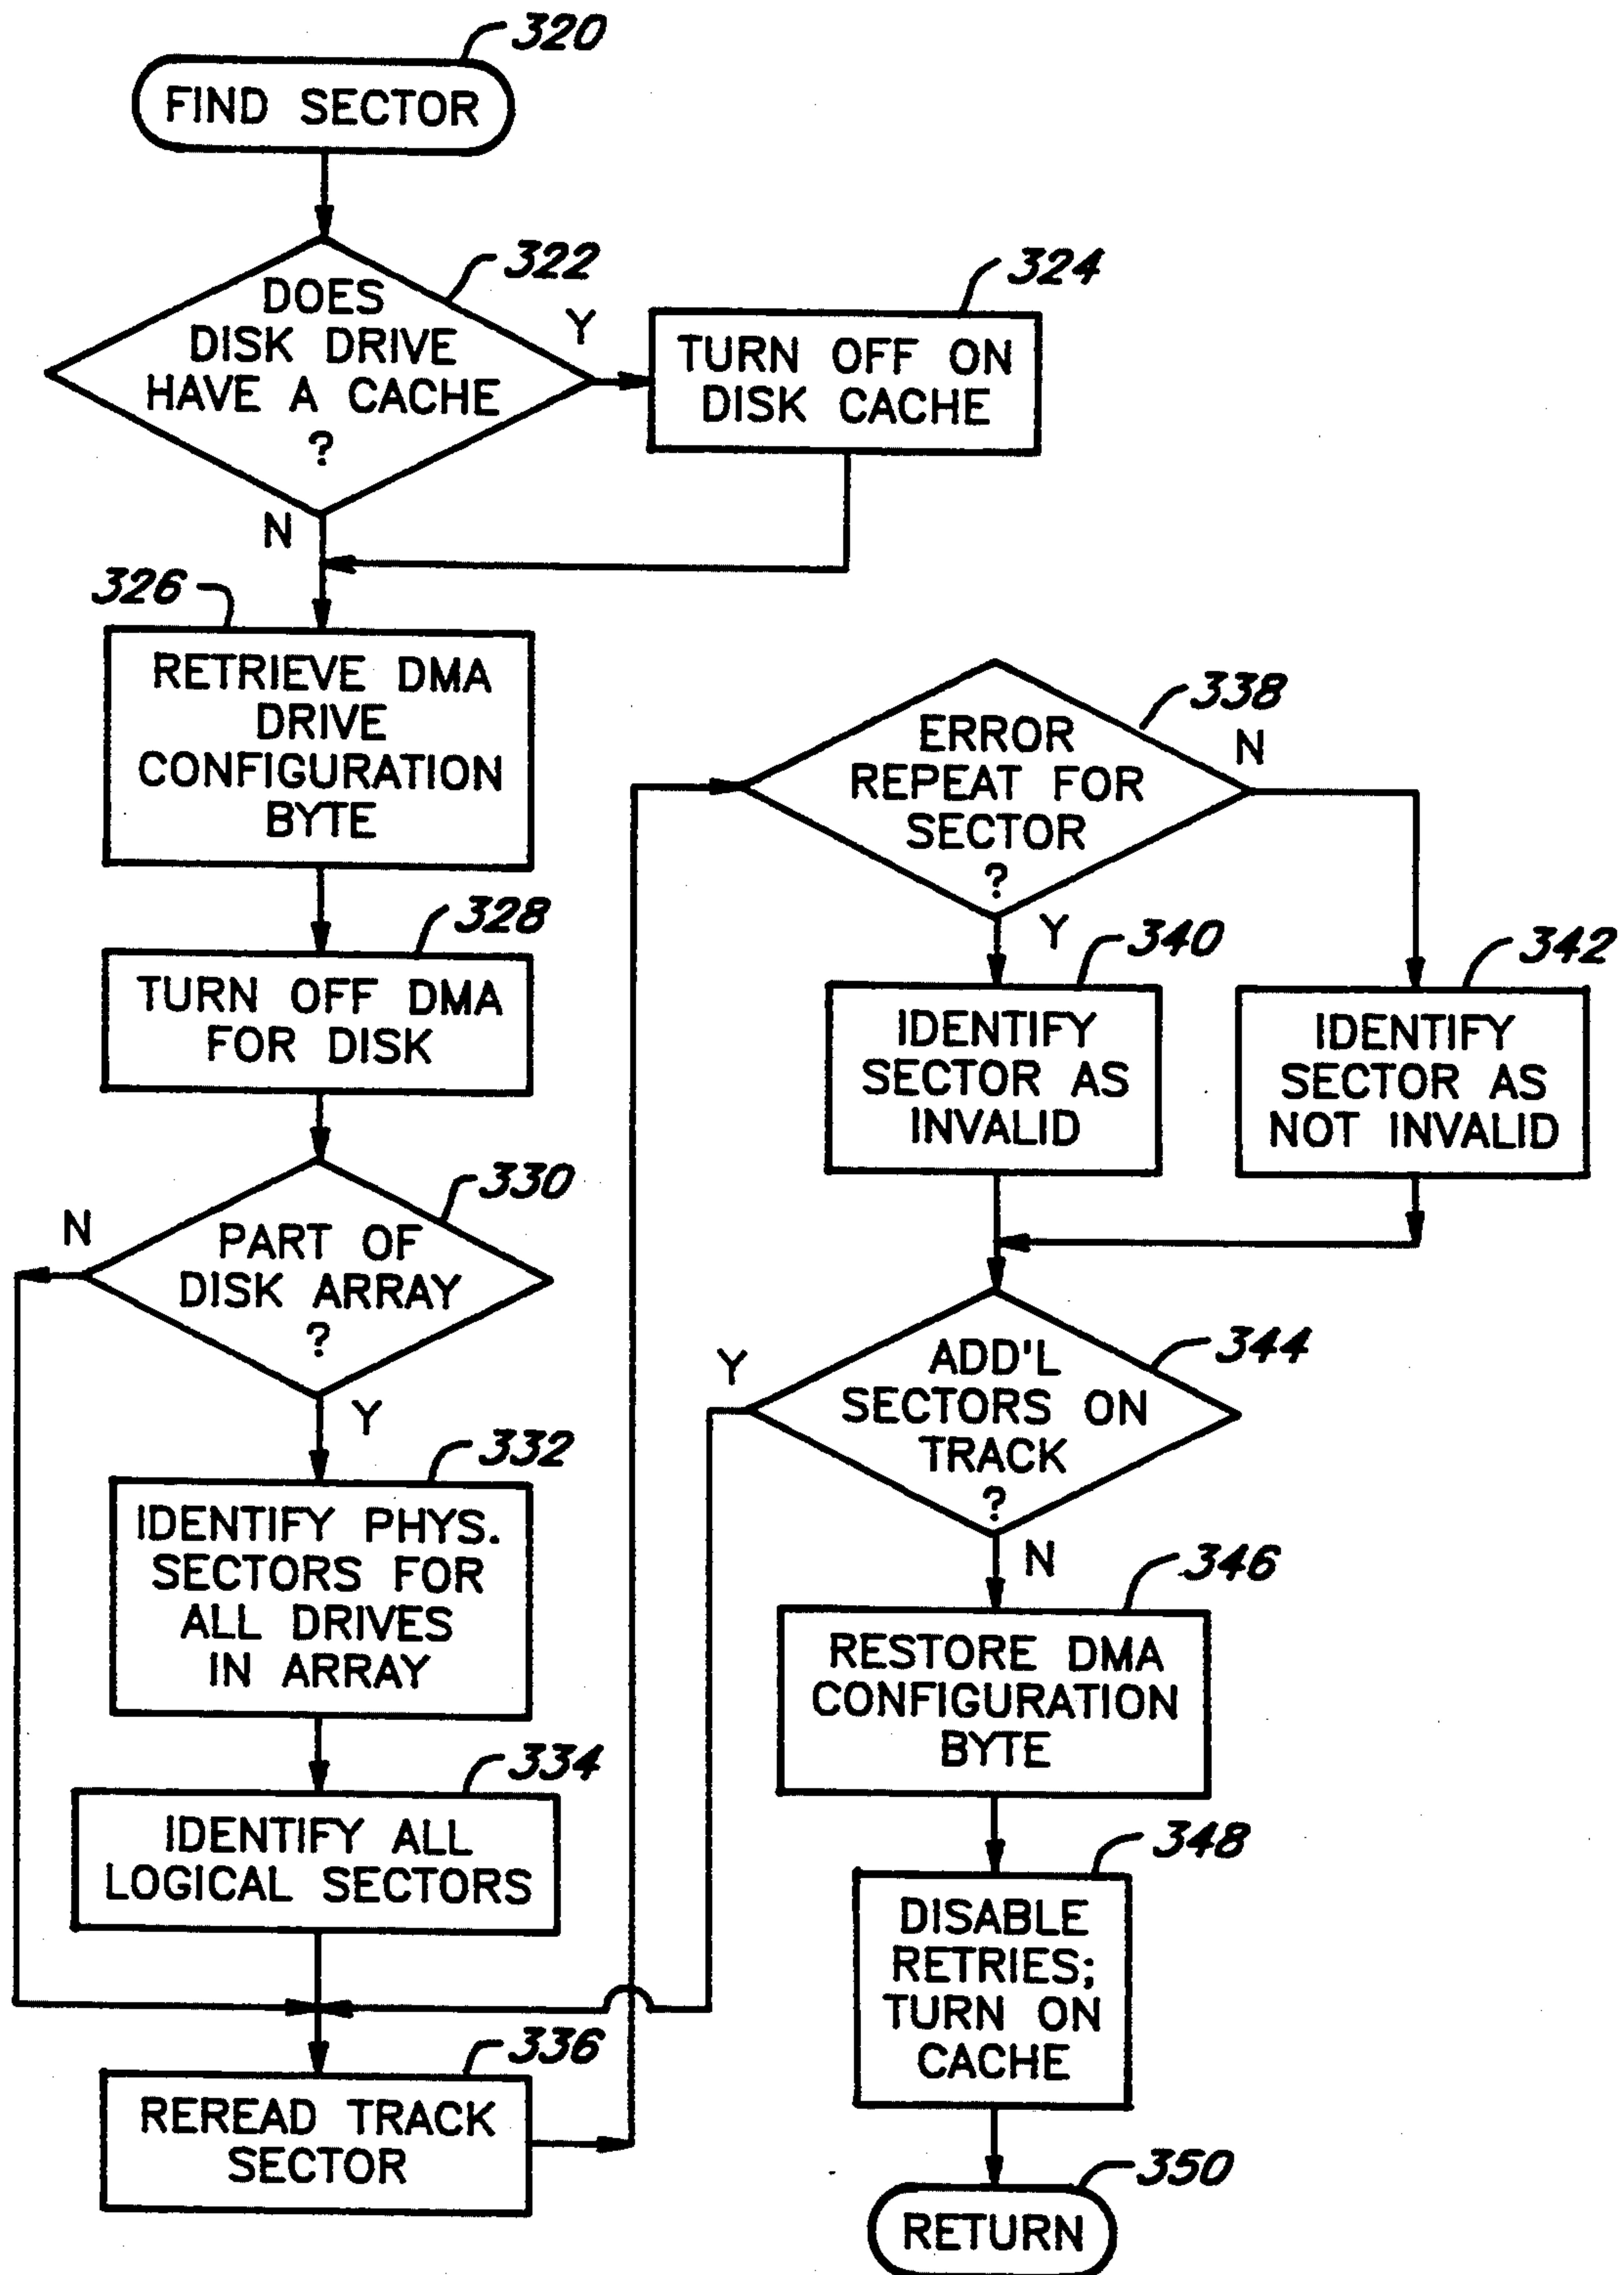 320
FIND SECTOR
322
DOES
DISK DRIVE
HAVE A CACHE
?
Y
N
324
TURN OFF ON
DISK CACHE
326
RETRIEVE DMA
DRIVE
CONFIGURATION
BYTE
328
TURN OFF DMA
FOR DISK
330
N
PART OF
DISK ARRAY
?
Y
332
IDENTIFY PHYS.
SECTORS FOR
ALL DRIVES
IN ARRAY
334
IDENTIFY ALL
LOGICAL SECTORS
336
REREAD TRACK
SECTOR
338
ERROR
REPEAT FOR
SECTOR
?
N
Y
340
IDENTIFY
SECTOR AS
INVALID
342
IDENTIFY
SECTOR AS
NOT INVALID
344
Y
ADD'L
SECTORS ON
TRACK
?
N
346
RESTORE DMA
CONFIGURATION
BYTE
348
DISABLE
RETRIES;
TURN ON
CACHE
350
RETURN